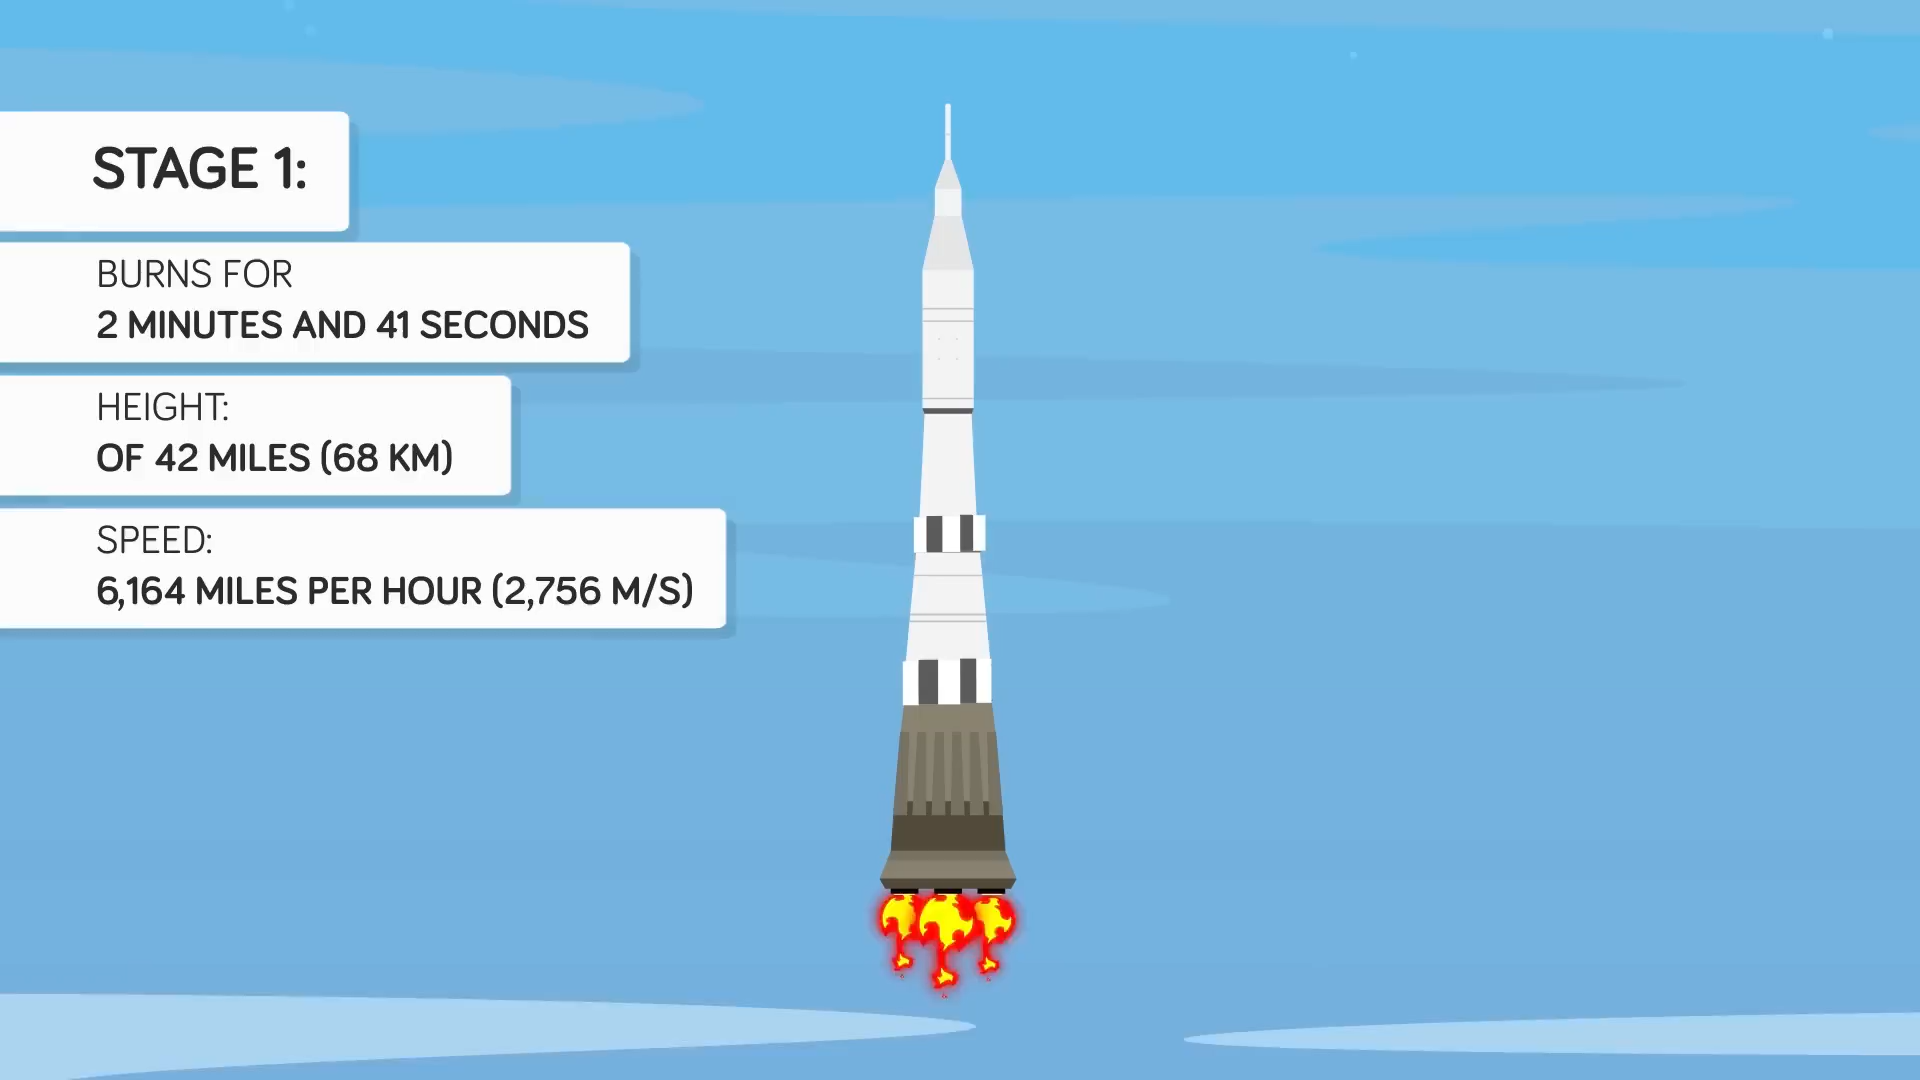 STAGE 1:
BURNS FOR
2 MINUTES AND 41 SECONDS
HEIGHT:
OF 42 MILES (68 KM)
SPEED:
6,164 MILES PER HOUR (2,756 M/S)